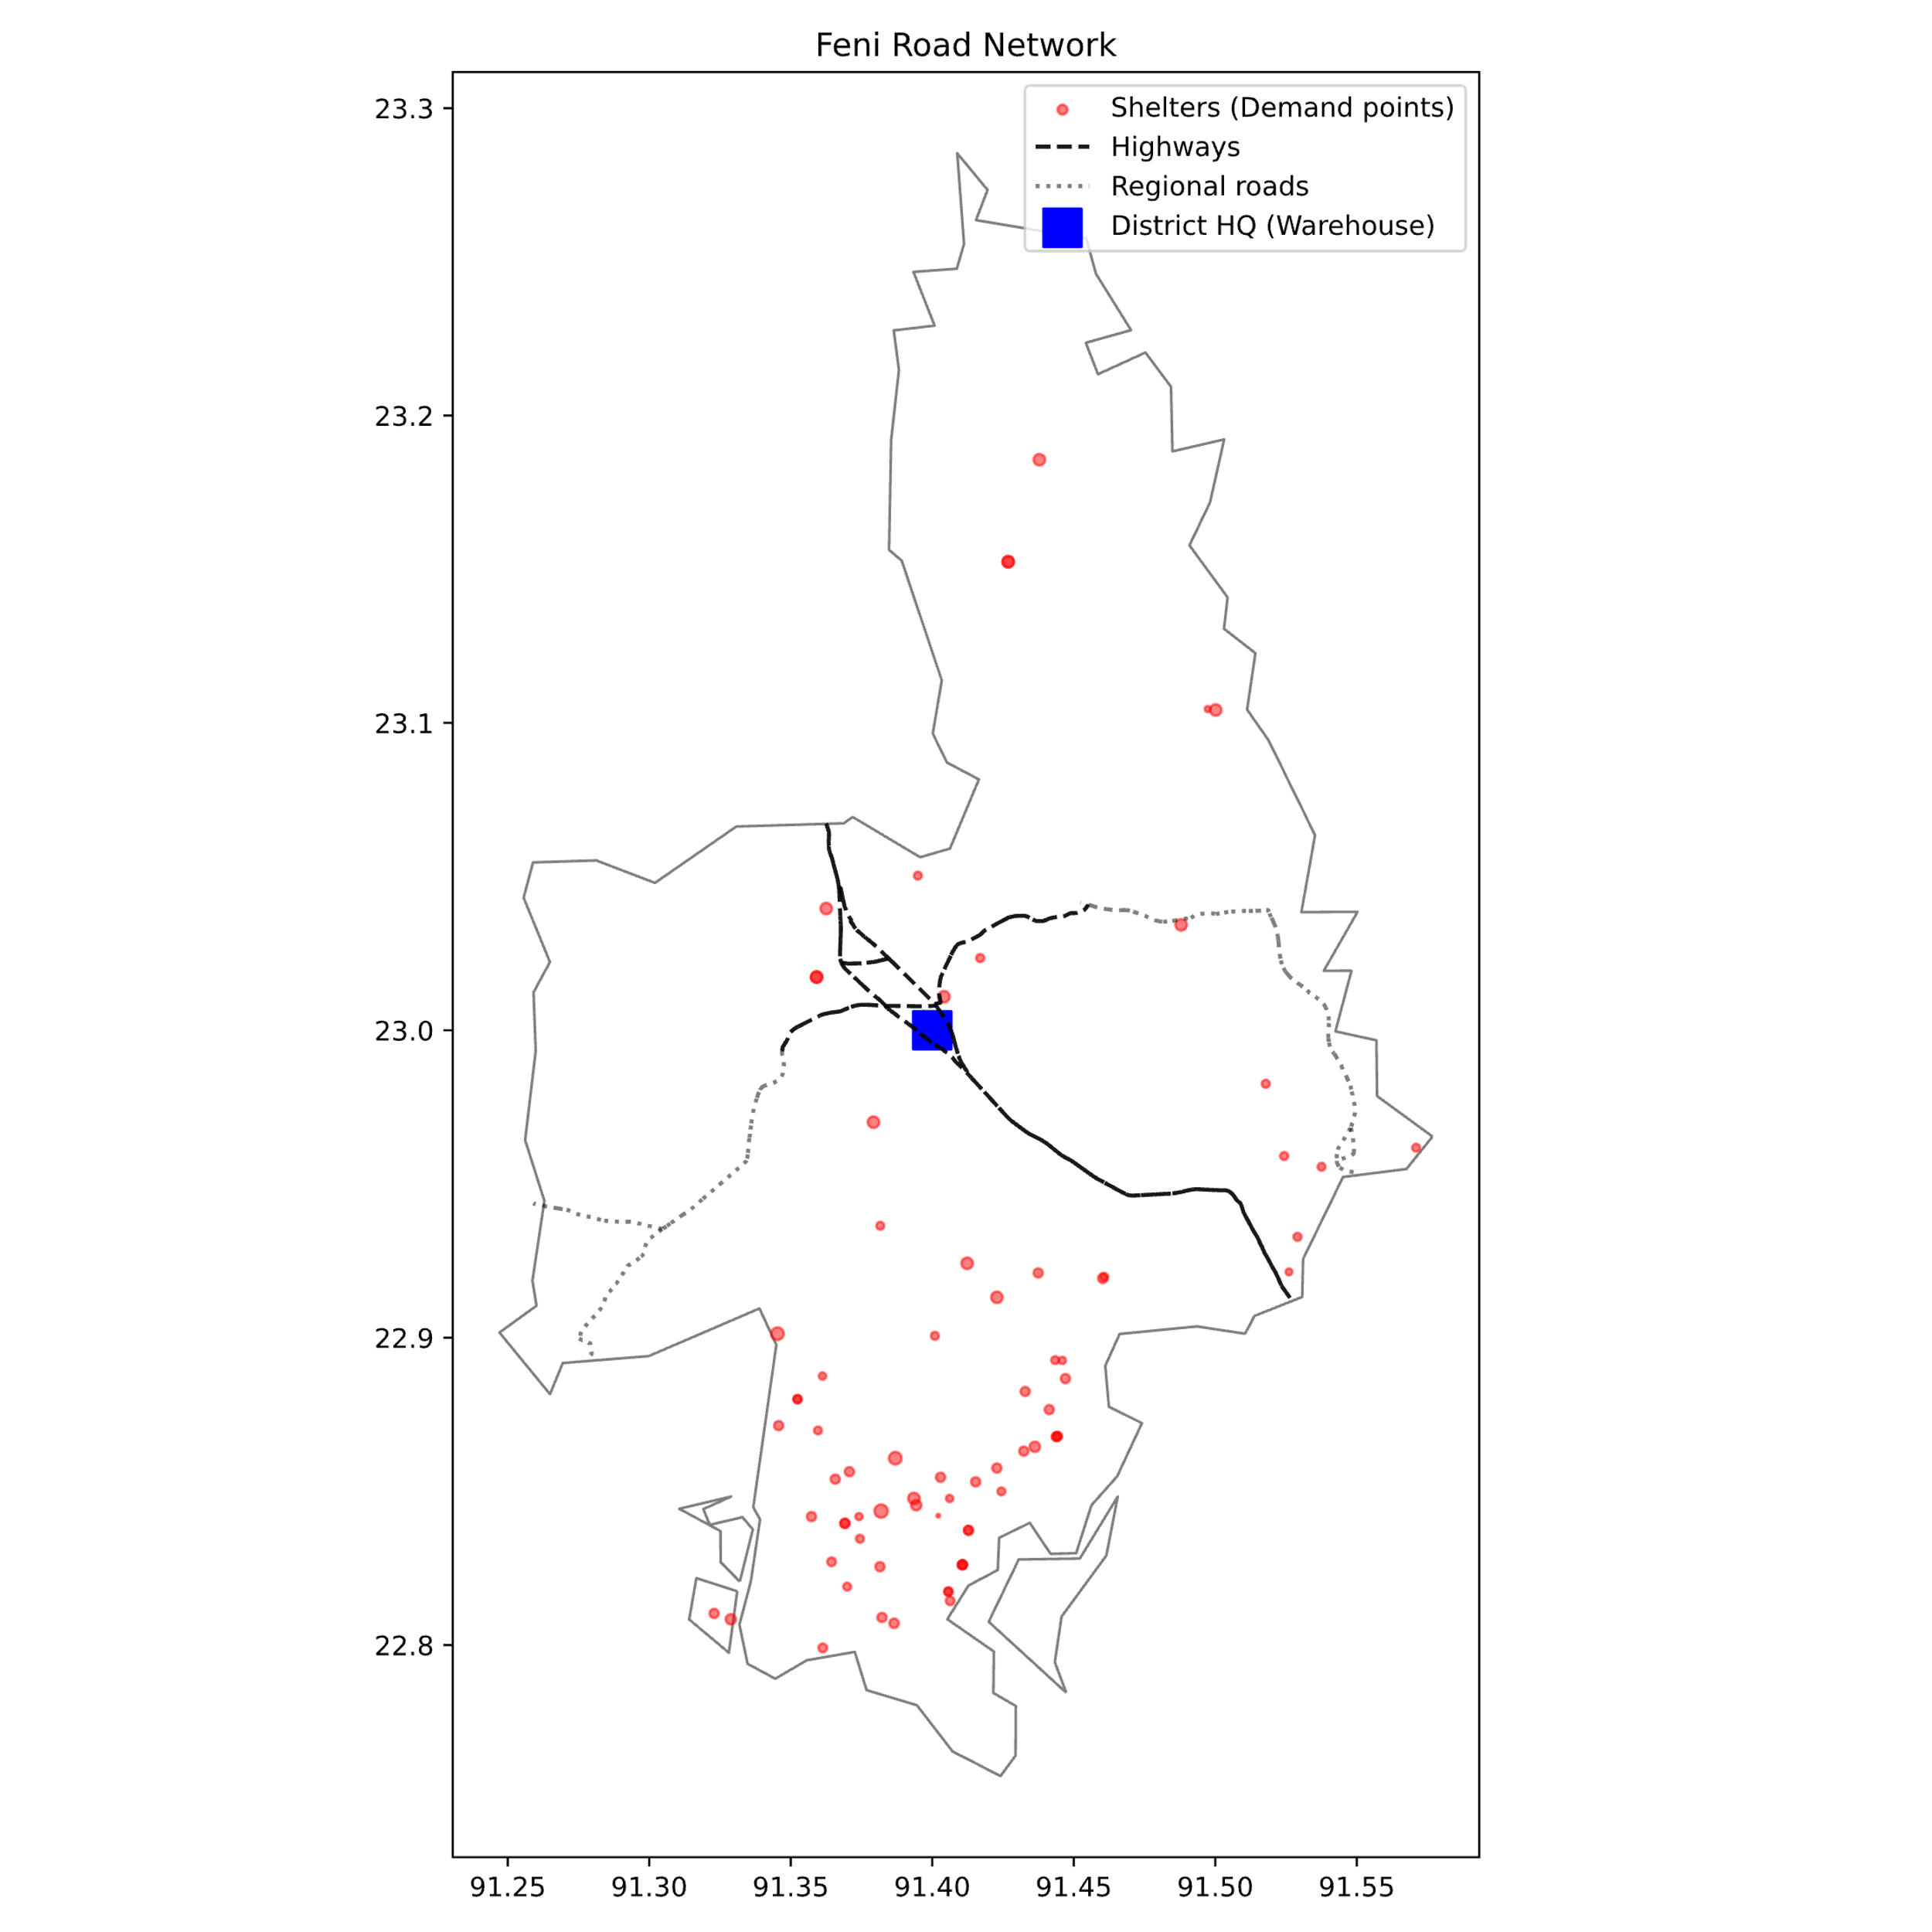 Feni Road Network
Shelters (Demand points)
Highways
Regional roads
District HQ (Warehouse)
23.3
23.2
23.1
23.0
22.9
22.8
91.25 91.30 91.35 91.40 91.45 91.50 91.55